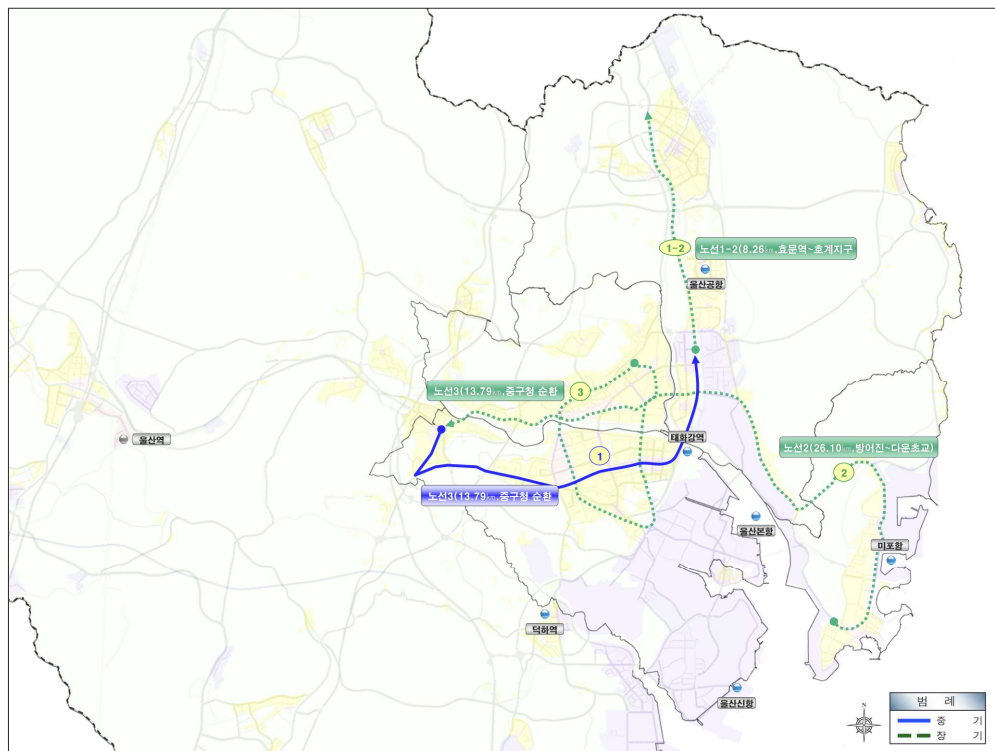 1-2
노선1-2(8.26km,효문역~호계지구
울산공항
노선3(13.79km,중구청 순환
3
태화강역
울산역
1
노선2(26.10km,방어진~다운초교)
2
노선3(13.79km,중구청 순환
울산본항
미포항
덕하역
울산신항
N
범 례
중 기
장 기